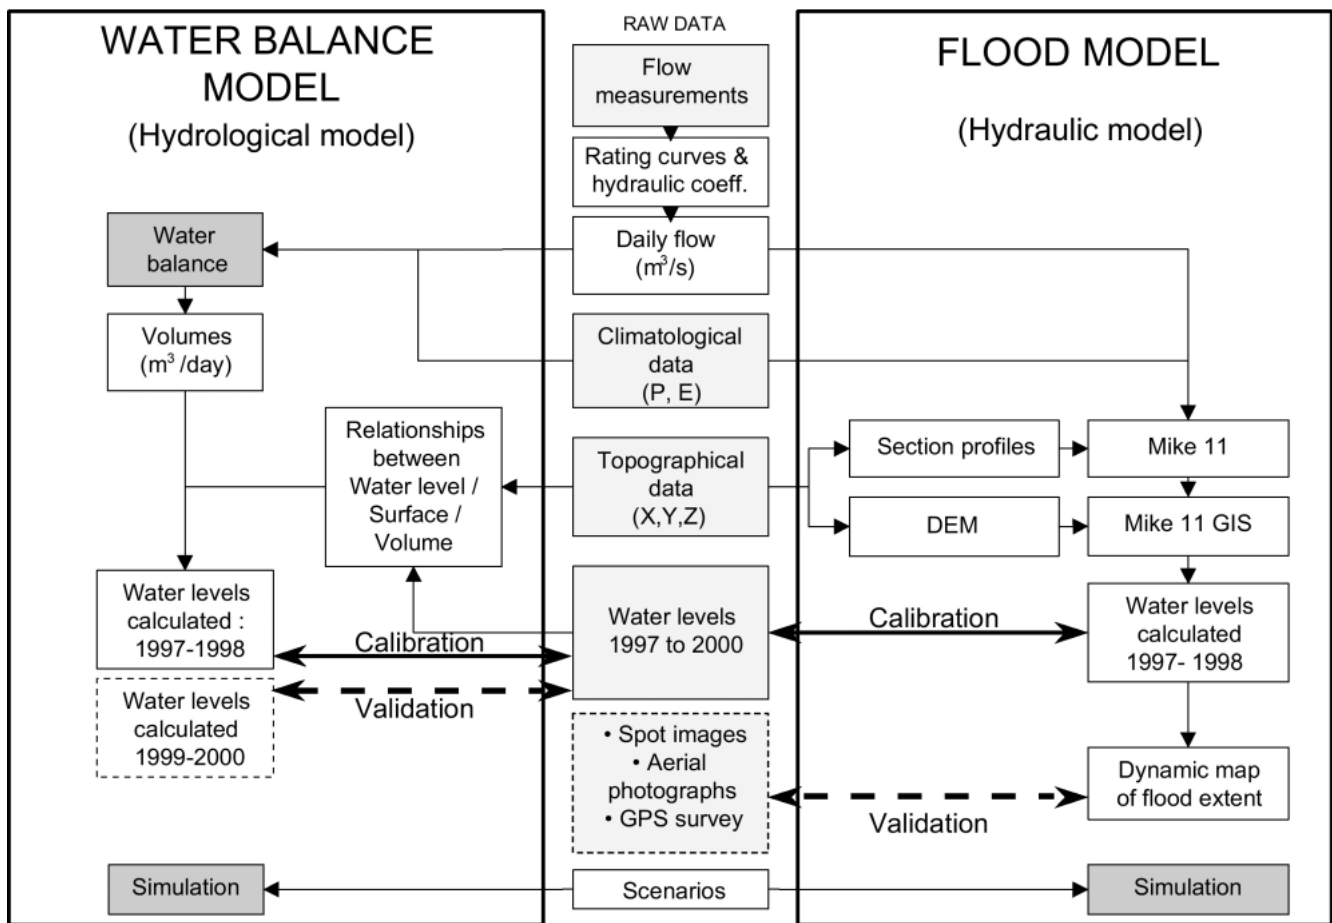 WATER BALANCE
MODEL
(Hydrological model)
RAW DATA
FLOOD MODEL
(Hydraulic model)
Flow
measurements
Rating curves &
hydraulic coeff.
Daily flow
(m³/s)
Water
balance
Volumes
(m³ /day)
Climatological
data
(P, E)
Relationships
between
Water level /
Surface /
Volume
Topographical
data
(X,Y,Z)
Section profiles
Mike 11
DEM
Mike 11 GIS
Water levels
calculated :
1997-1998
Calibration
Water levels
1997 to 2000
Calibration
Water levels
calculated
1997- 1998
Water levels
calculated
1999-2000
Validation
• Spot images
• Aerial
photographs
• GPS survey
Validation
Dynamic map
of flood extent
Simulation
Scenarios
Simulation